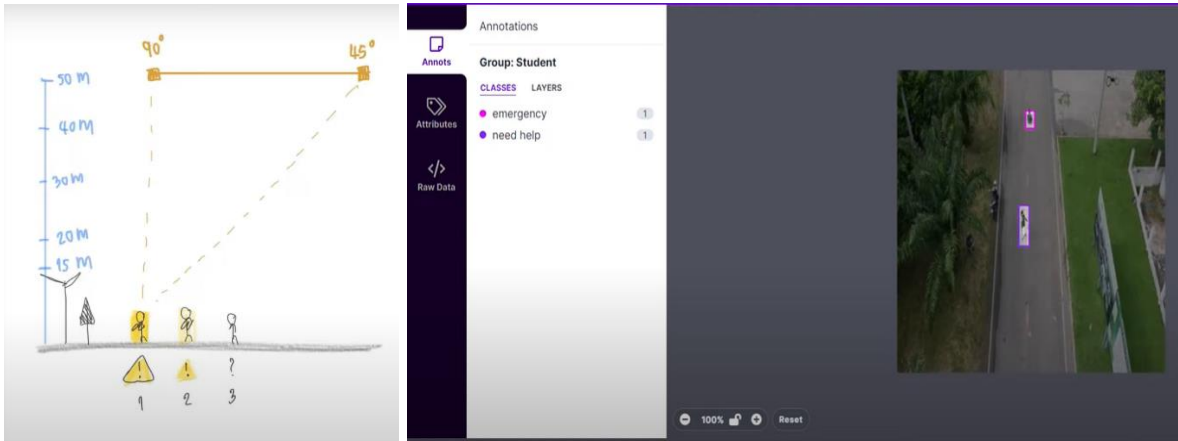 90° 45°
50 m
40 m
30 m
20 m
15 m
! ! ?
1 2 3
Annots
Attributes
</>
Raw Data
Annotations
Group: Student
CLASSES LAYERS
emergency 1
need help 1
100% Reset